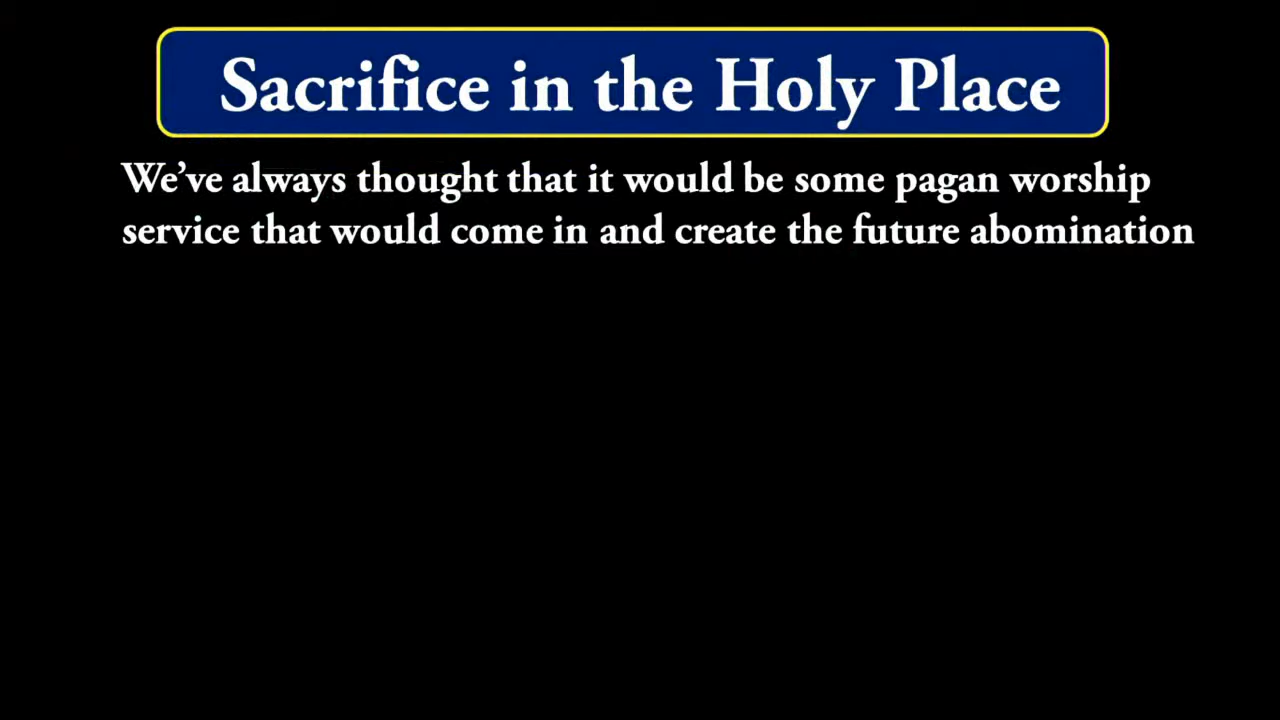 Sacrifice in the Holy Place
We’ve always thought that it would be some pagan worship
service that would come in and create the future abomination